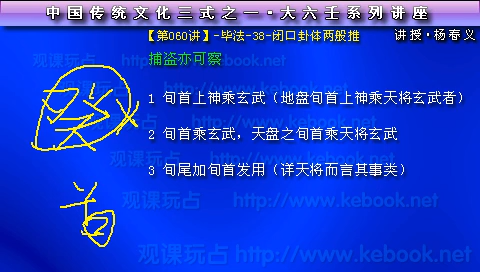 中国传统文化三式之一·大六壬系列讲座
【第060讲】-毕法-38-闭口卦体两般推 讲授·杨春义
捕盗亦可察
1 旬首上神乘玄武（地盘旬首上神乘天将玄武者）
2 旬首乘玄武，天盘之旬首乘天将玄武
3 旬尾加旬首发用（详天将而言其事类）
观课玩占 http://www.kebook.net
观课玩占 http://www.kebook.net
观课玩占 http://www.kebook.net